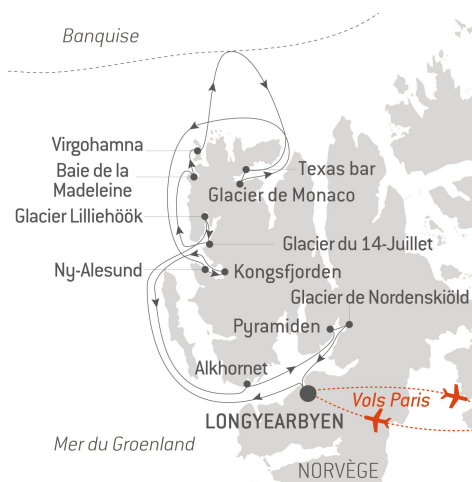 Banquise
Virgohamna
Baie de la
Madeleine
Texas bar
Glacier de Monaco
Glacier Lilliehöök
Glacier du 14-Juillet
Ny-Alesund
Kongsfjorden
Glacier de Nordenskiöld
Pyramiden
Alkhornet
Vols Paris
LONGYEARBYEN
Mer du Groenland
NORVÈGE